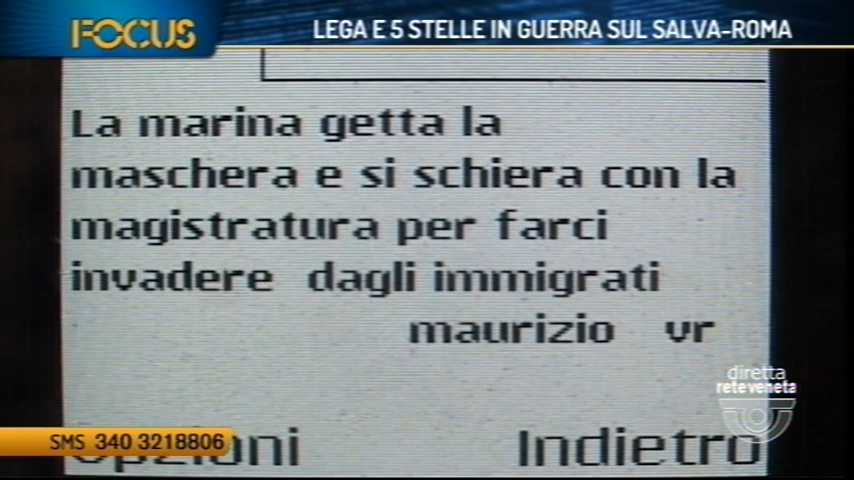 FOCUS
LEGA E 5 STELLE IN GUERRA SUL SALVA-ROMA
La marina getta la
maschera e si schiera con la
magistratura per farci
invadere dagli immigrati
maurizio vr
diretta
reteveneta
SMS 340 3218806
Opzioni
Indietro